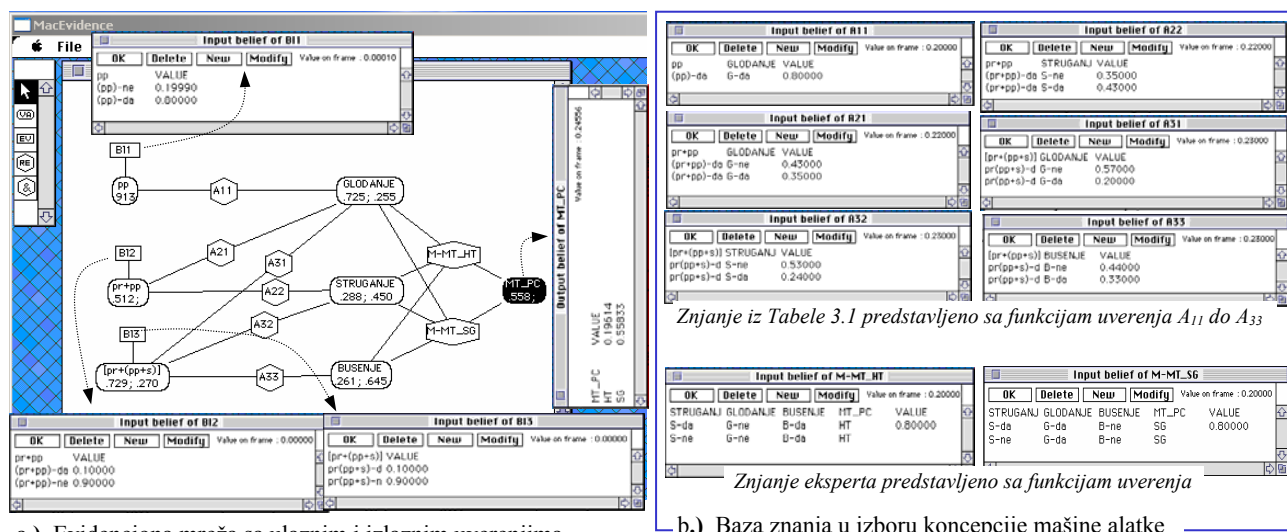 MacEvidence
File
Input belief of B11
OK Delete New Modify Value on frame : 0.00010
pp VALUE
(pp)-ne 0.19990
(pp)-da 0.80000
VA
EV
RE
&
B11
pp
.913
A11
GLODANJE
.725; .255
A21
A31
B12
pr+pp
.512;
A22
STRUGANJ
.288; .450
M-MT_HT
MT_PC
.558;
B13
A32
M-MT_SG
[pr+(pp+s)]
.729; .270
A33
BUSENJE
.261; .645
Output belief of MT_PC
Value on frame : 0.24556
MT_PC VALUE
HT 0.19614
SG 0.55833
Input belief of B12
OK Delete New Modify Value on frame : 0.00000
pr+pp VALUE
(pr+pp)-da 0.10000
(pr+pp)-ne 0.90000
Input belief of B13
OK Delete New Modify Value on frame : 0.00000
[pr+(pp+s)] VALUE
pr(pp+s)-d 0.10000
pr(pp+s)-n 0.90000
Input belief of A11
OK Delete New Modify Value on frame : 0.20000
pp GLODANJE VALUE
(pp)-da G-da 0.80000
Input belief of A22
OK Delete New Modify Value on frame : 0.22000
pr+pp STRUGANJ VALUE
(pr+pp)-da S-ne 0.35000
(pr+pp)-da S-da 0.43000
Input belief of A21
OK Delete New Modify Value on frame : 0.22000
pr+pp GLODANJE VALUE
(pr+pp)-da G-ne 0.43000
(pr+pp)-da G-da 0.35000
Input belief of A31
OK Delete New Modify Value on frame : 0.23000
[pr+(pp+s)] GLODANJE VALUE
pr(pp+s)-d G-ne 0.57000
pr(pp+s)-d G-da 0.20000
Input belief of A32
OK Delete New Modify Value on frame : 0.23000
[pr+(pp+s)] STRUGANJ VALUE
pr(pp+s)-d S-ne 0.53000
pr(pp+s)-d S-da 0.24000
Input belief of A33
OK Delete New Modify Value on frame : 0.23000
[pr+(pp+s)] BUSENJE VALUE
pr(pp+s)-d B-ne 0.44000
pr(pp+s)-d B-da 0.33000
Znjanje iz Tabele 3.1 predstavljeno sa funkcijam uverenja A11 do A33
Input belief of M-MT_HT
OK Delete New Modify Value on frame : 0.20000
STRUGANJ GLODANJE BUSENJE MT_PC VALUE
S-da G-ne B-da HT 0.80000
S-ne G-ne B-da HT
Input belief of M-MT_SG
OK Delete New Modify Value on frame : 0.20000
STRUGANJ GLODANJE BUSENJE MT_PC VALUE
S-da G-da B-ne SG 0.80000
S-ne G-da B-ne SG
Znjanje eksperta predstavljeno sa funkcijam uverenja
a.) Evidenciona mreža sa ulaznim i izlaznim uverenjima
b.) Baza znanja u izboru koncepcije mašine alatke